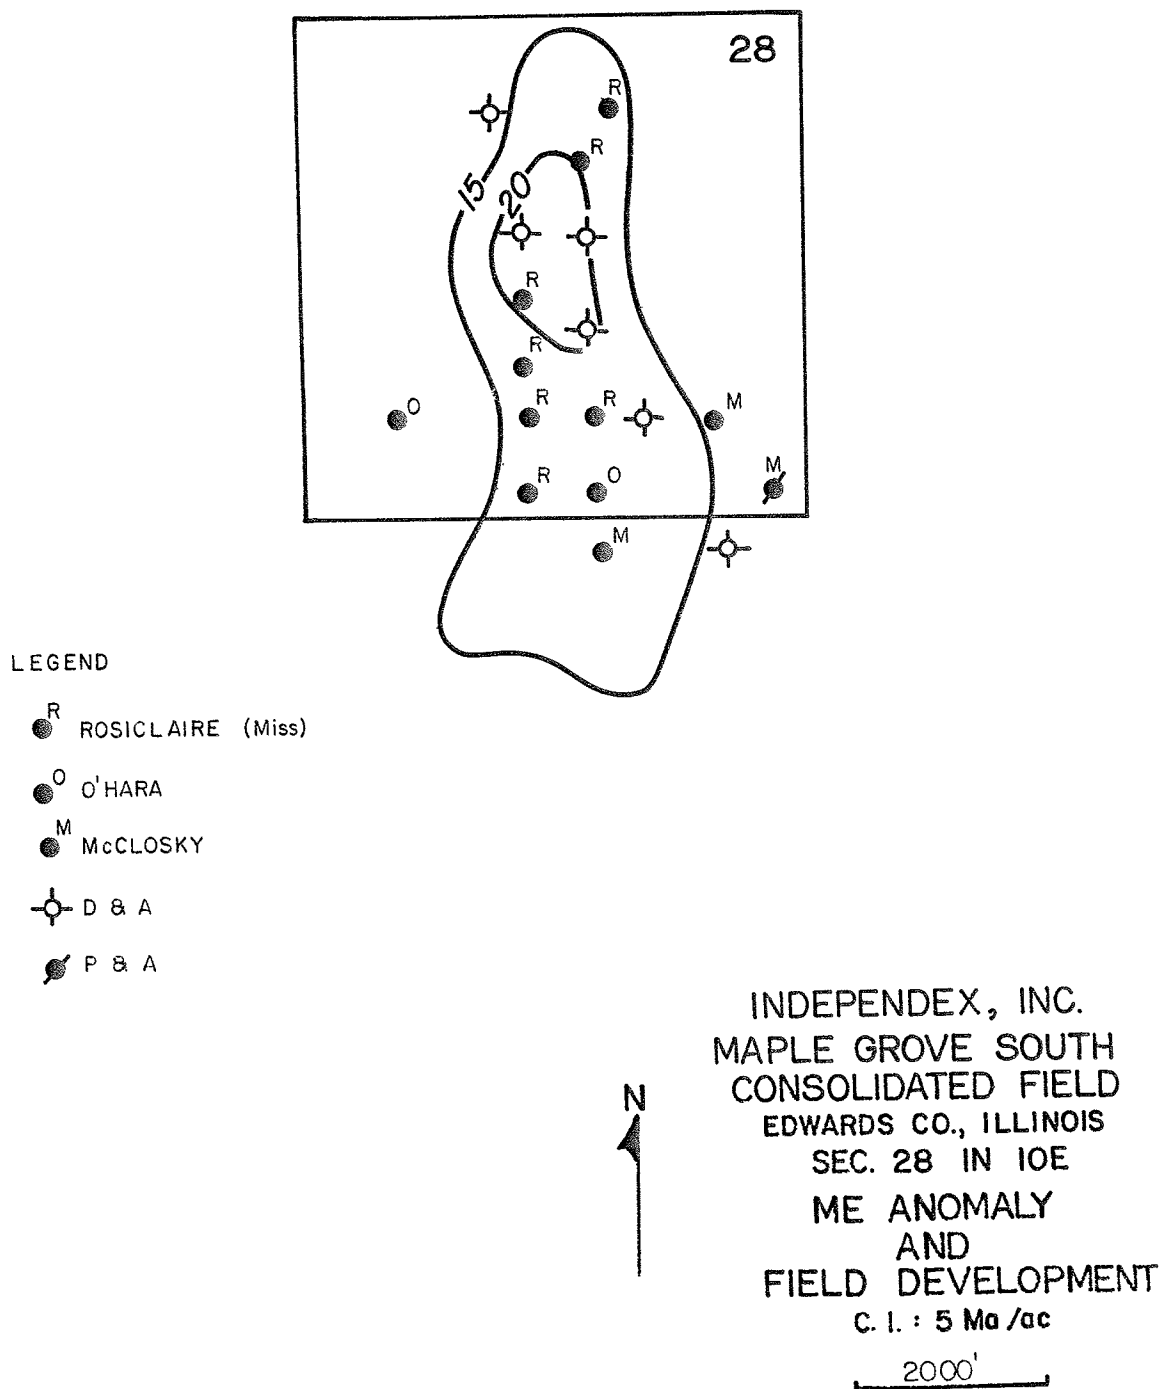 28
R
R
15
20
R
R
R
R
M
O
M
R
O
M
LEGEND
R ROSICLAIRE (Miss)
O O'HARA
M McCLOSKY
D & A
P & A
N
INDEPENDEX, INC.
MAPLE GROVE SOUTH
CONSOLIDATED FIELD
EDWARDS CO., ILLINOIS
SEC. 28 IN IOE
ME ANOMALY
AND
FIELD DEVELOPMENT
C. I. : 5 Ma/ac
2000'